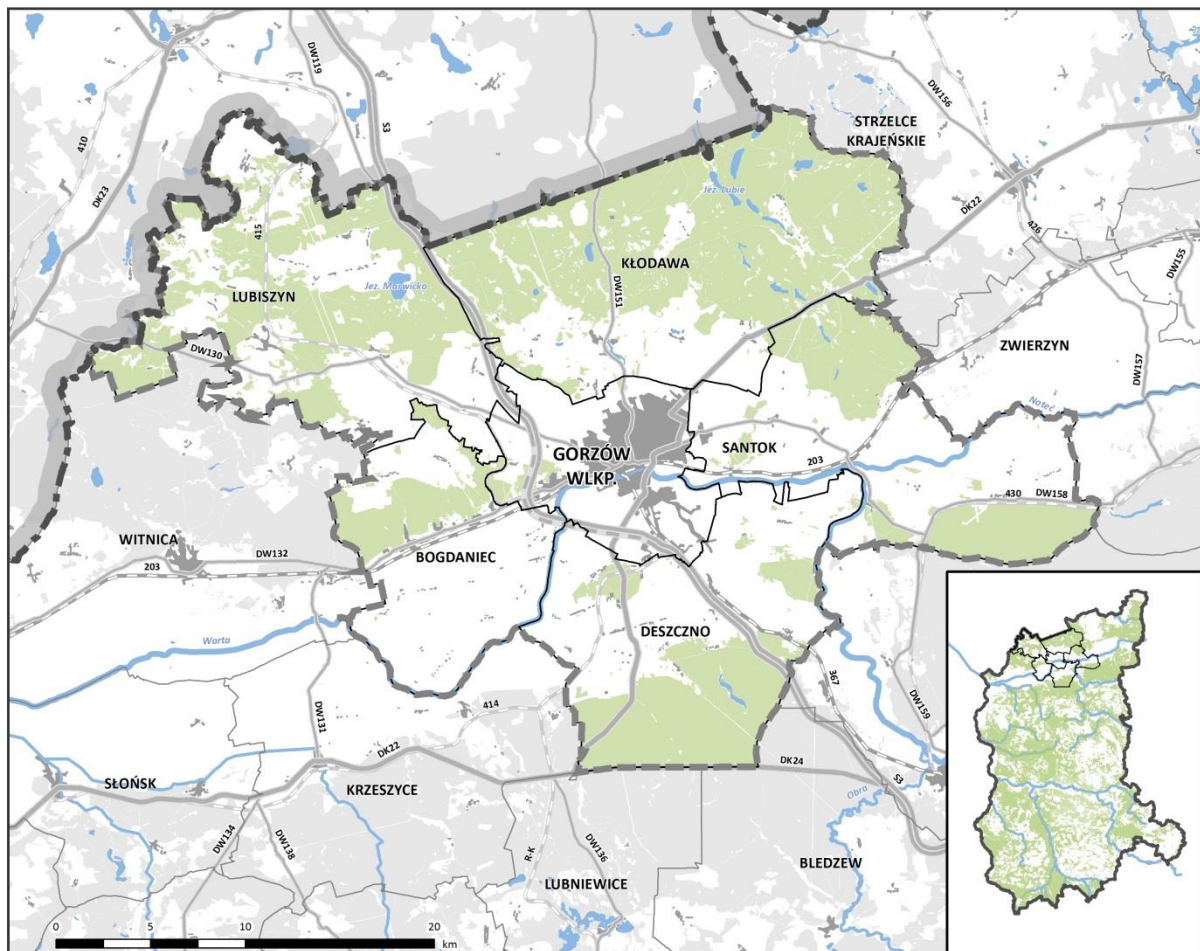 DW119
S3
410
DK23
DW156
STRZELCE
KRAJEŃSKIE
DK22
426
DW155
Jez. Lubie
415
KŁODAWA
LUBISZYN
Jez. Marwicko
DW151
ZWIERZYN
DW157
DW130
Noteć
GORZÓW
WLKP.
SANTOK
203
430
DW158
WITNICA
DW132
203
BOGDANIEC
DESZCZNO
Warta
367
DW159
414
DW131
DK22
DK24
S3
SŁOŃSK
KRZESZYCE
Obra
DW134
DW138
R-K
DW136
BLEDZEW
LUBNIEWICE
0 5 10 20
km